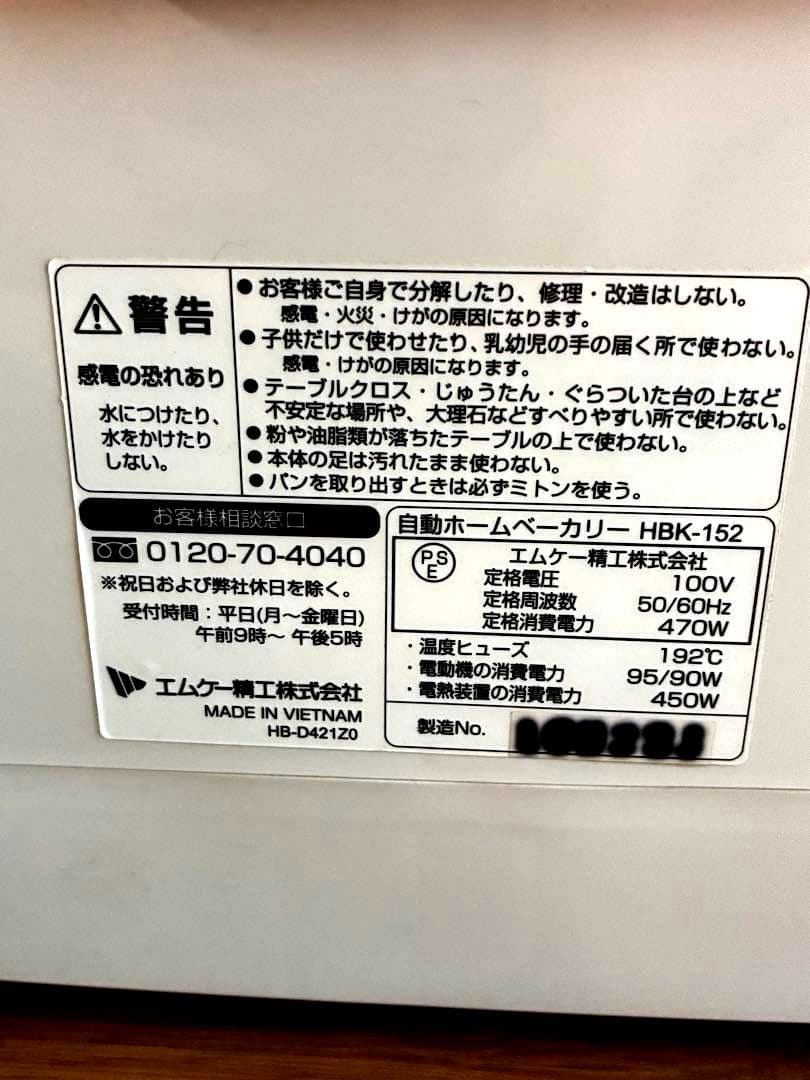 警告
感電の恐れあり
水につけたり、
水をかけたり
しない。
●お客様ご自身で分解したり、修理・改造はしない。
感電・火災・けがの原因になります。
●子供だけで使わせたり、乳幼児の手の届く所で使わない。
感電・けがの原因になります。
●テーブルクロス・じゅうたん・ぐらついた台の上など
不安定な場所や、大理石などすべりやすい所で使わない。
●粉や油脂類が落ちたテーブルの上で使わない。
●本体の足は汚れたまま使わない。
●パンを取り出すときは必ずミトンを使う。
お客様相談窓口
0120-70-4040
※祝日および弊社休日を除く。
受付時間：平日(月～金曜日)
午前9時～午後5時
エムケー精工株式会社
MADE IN VIETNAM
HB-D421Z0
自動ホームベーカリー HBK-152
PSE エムケー精工株式会社
定格電圧 100V
定格周波数 50/60Hz
定格消費電力 470W
・温度ヒューズ 192℃
・電動機の消費電力 95/90W
・電熱装置の消費電力 450W
製造No.